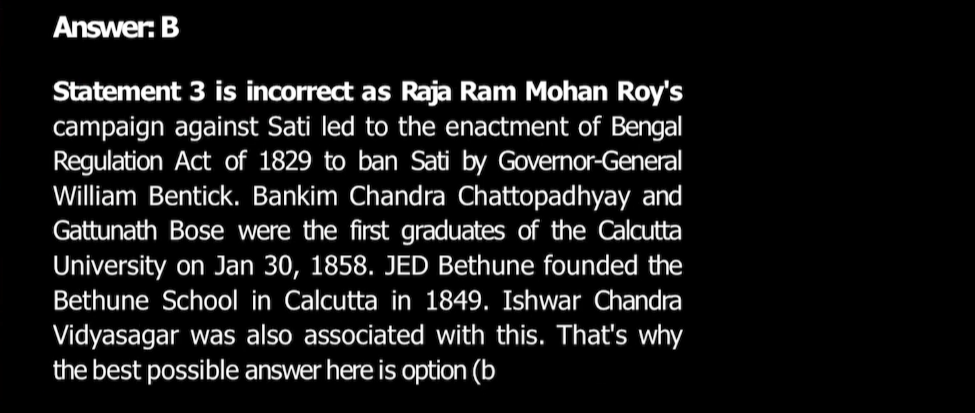 Answer: B
Statement 3 is incorrect as Raja Ram Mohan Roy's
campaign against Sati led to the enactment of Bengal
Regulation Act of 1829 to ban Sati by Governor-General
William Bentick. Bankim Chandra Chattopadhyay and
Gattunath Bose were the first graduates of the Calcutta
University on Jan 30, 1858. JED Bethune founded the
Bethune School in Calcutta in 1849. Ishwar Chandra
Vidyasagar was also associated with this. That's why
the best possible answer here is option (b